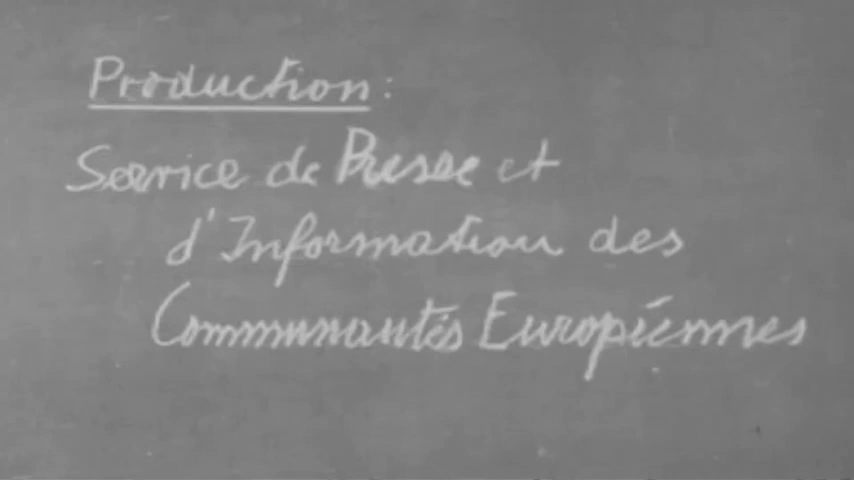 Production:
Service de Presse et
d'Information des
Communautés Européennes